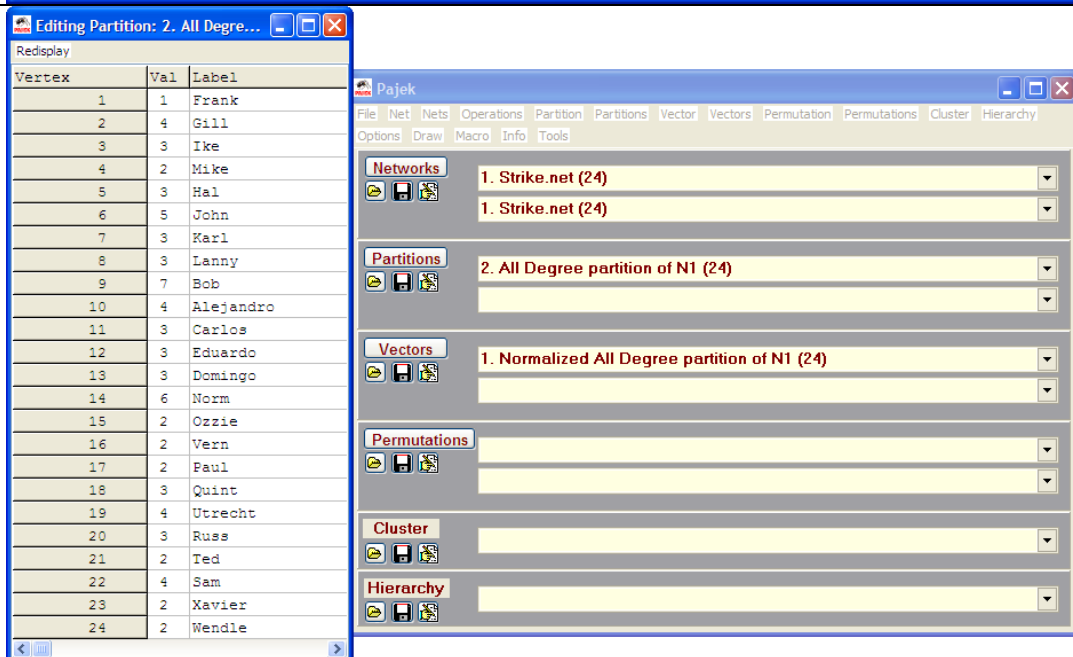 Editing Partition: 2. All Degre...
Redisplay
Vertex Val Label
1 1 Frank
2 4 Gill
3 3 Ike
4 2 Mike
5 3 Hal
6 5 John
7 3 Karl
8 3 Lanny
9 7 Bob
10 4 Alejandro
11 3 Carlos
12 3 Eduardo
13 3 Domingo
14 6 Norm
15 2 Ozzie
16 2 Vern
17 2 Paul
18 3 Quint
19 4 Utrecht
20 3 Russ
21 2 Ted
22 4 Sam
23 2 Xavier
24 2 Wendle
Pajek
File Net Nets Operations Partition Partitions Vector Vectors Permutation Permutations Cluster Hierarchy
Options Draw Macro Info Tools
Networks
1. Strike.net (24)
1. Strike.net (24)
Partitions
2. All Degree partition of N1 (24)
Vectors
1. Normalized All Degree partition of N1 (24)
Permutations
Cluster
Hierarchy